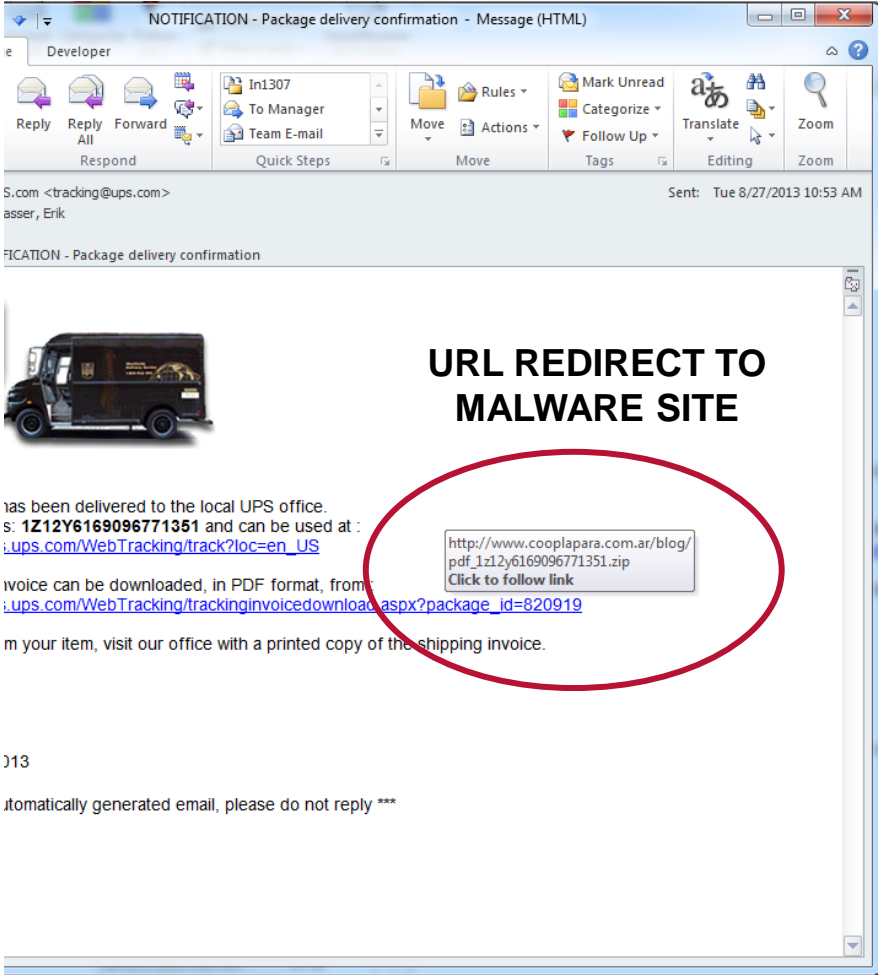 NOTIFICATION - Package delivery confirmation - Message (HTML)
e Developer
Reply Reply All Forward
In1307
To Manager
Team E-mail
Move
Rules
Actions
Mark Unread
Categorize
Follow Up
Translate
Zoom
Respond Quick Steps Move Tags Editing Zoom
S.com <tracking@ups.com> Sent: Tue 8/27/2013 10:53 AM
asser, Erik
FICATION - Package delivery confirmation
URL REDIRECT TO
MALWARE SITE
has been delivered to the local UPS office.
s: 1Z12Y6169096771351 and can be used at :
s.ups.com/WebTracking/track?loc=en_US
http://www.cooplapara.com.ar/blog/
pdf_1z12y6169096771351.zip
Click to follow link
nvoice can be downloaded, in PDF format, from :
s.ups.com/WebTracking/trackinginvoicedownload.aspx?package_id=820919
m your item, visit our office with a printed copy of the shipping invoice.
013
utomatically generated email, please do not reply ***